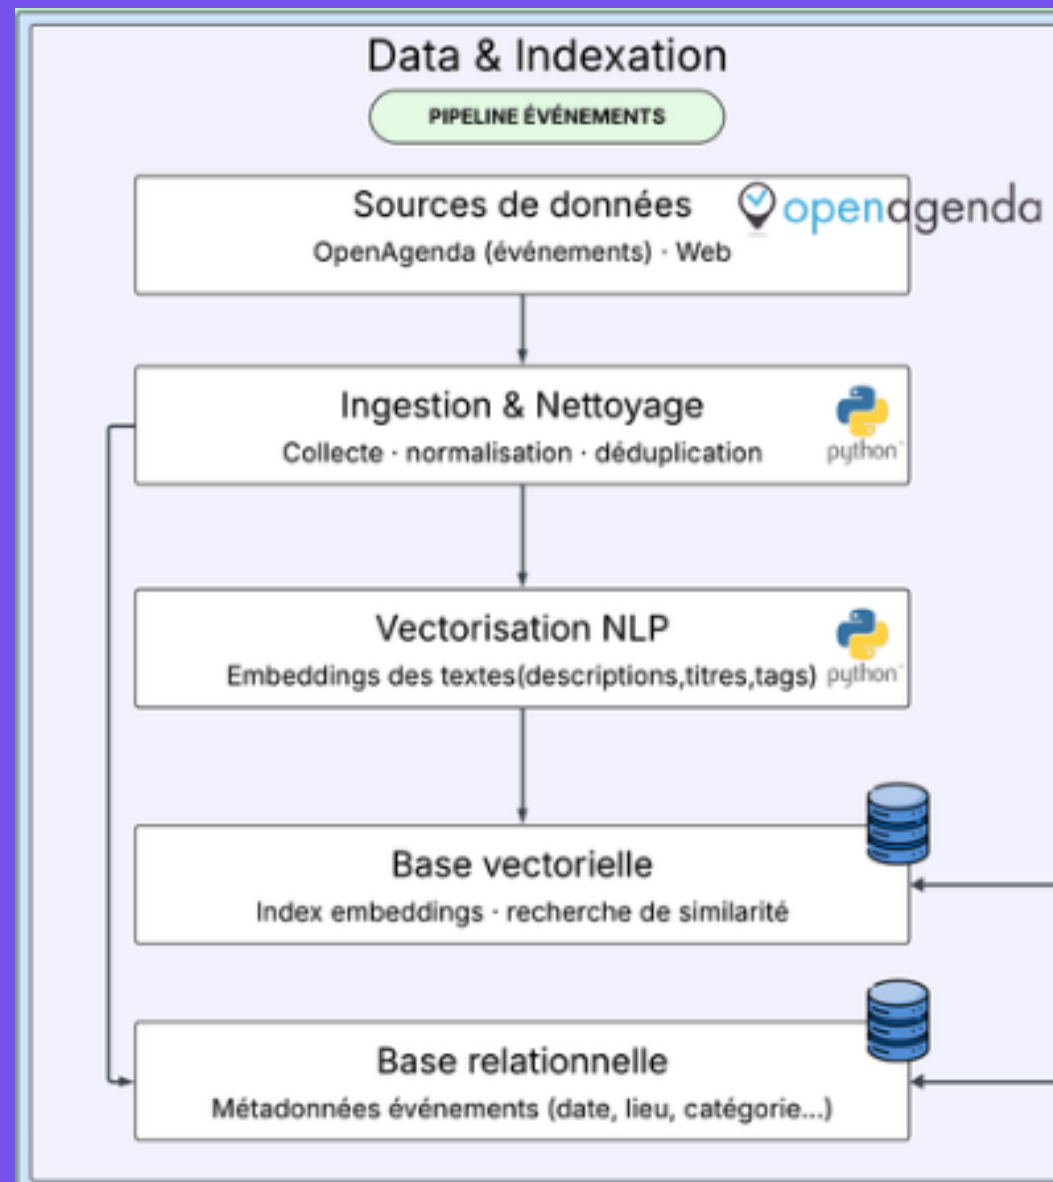 Data & Indexation
PIPELINE ÉVÉNEMENTS
Sources de données
openagenda
OpenAgenda (événements) · Web
Ingestion & Nettoyage
Collecte · normalisation · déduplication
python™
Vectorisation NLP
Embeddings des textes(descriptions,titres,tags)
python™
Base vectorielle
Index embeddings · recherche de similarité
Base relationnelle
Métadonnées événements (date, lieu, catégorie...)